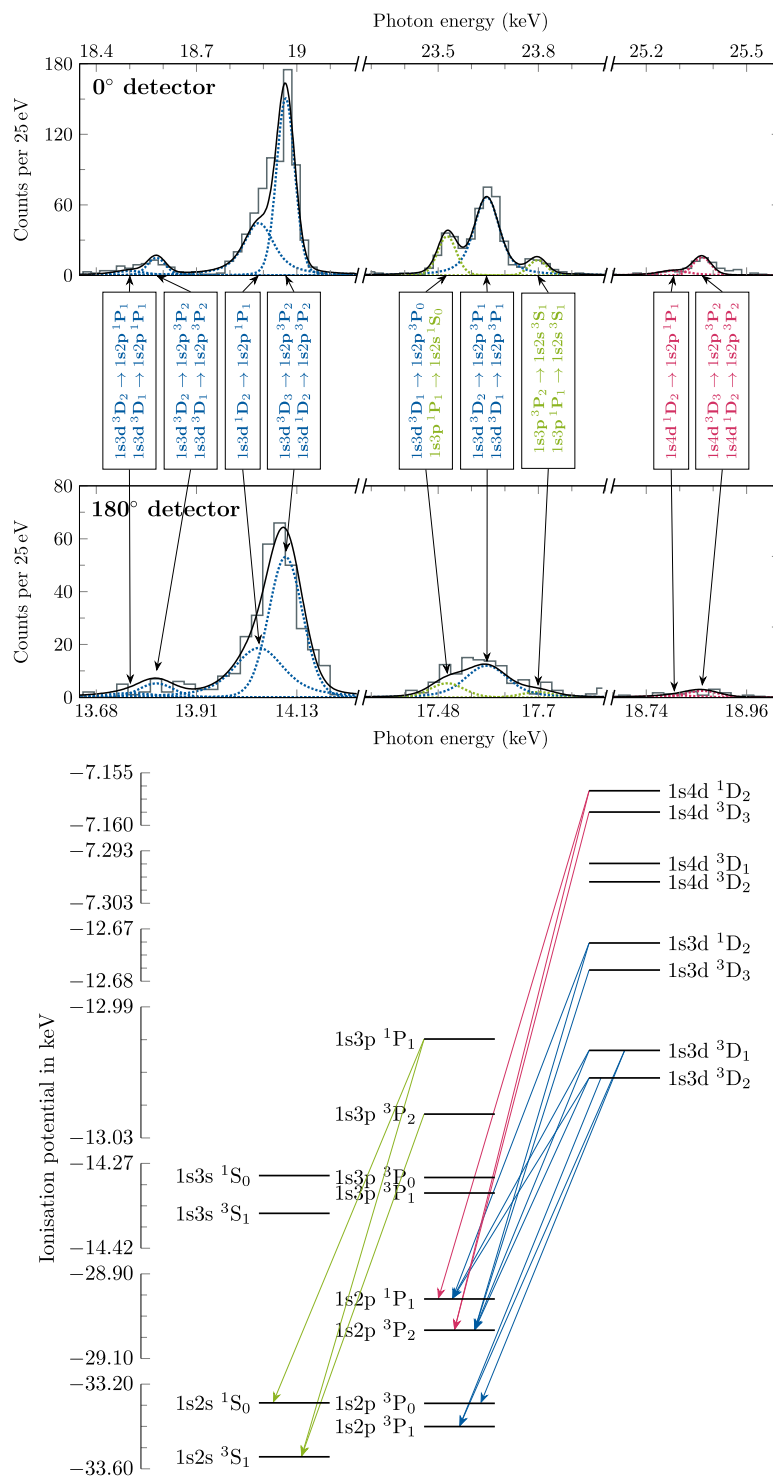 Photon energy (keV)
18.4 18.7 19 23.5 23.8 25.2 25.5
0° detector
Counts per 25 eV
180
120
60
0
1s3d ³D₂ → 1s2p ¹P₁
1s3d ³D₁ → 1s2p ¹P₁
1s3d ³D₂ → 1s2p ³P₂
1s3d ³D₁ → 1s2p ³P₂
1s3d ¹D₂ → 1s2p ¹P₁
1s3d ³D₃ → 1s2p ³P₂
1s3d ¹D₂ → 1s2p ³P₂
1s3d ³D₁ → 1s2p ³P₀
1s3p ¹P₁ → 1s2s ¹S₀
1s3d ³D₂ → 1s2p ³P₁
1s3d ³D₁ → 1s2p ³P₁
1s3p ³P₂ → 1s2s ³S₁
1s3p ¹P₁ → 1s2s ³S₁
1s4d ¹D₂ → 1s2p ¹P₁
1s4d ³D₃ → 1s2p ³P₂
1s4d ¹D₂ → 1s2p ³P₂
180° detector
Counts per 25 eV
80
60
40
20
0
13.68 13.91 14.13 17.48 17.7 18.74 18.96
Photon energy (keV)
Ionisation potential in keV
−7.155
−7.160
−7.293
−7.303
−12.67
−12.68
−12.99
−13.03
−14.27
−14.42
−28.90
−29.10
−33.20
−33.60
1s4d ¹D₂
1s4d ³D₃
1s4d ³D₁
1s4d ³D₂
1s3d ¹D₂
1s3d ³D₃
1s3p ¹P₁
1s3d ³D₁
1s3d ³D₂
1s3p ³P₂
1s3s ¹S₀
1s3p ³P₀
1s3p ³P₁
1s3s ³S₁
1s2p ¹P₁
1s2p ³P₂
1s2s ¹S₀
1s2p ³P₀
1s2p ³P₁
1s2s ³S₁